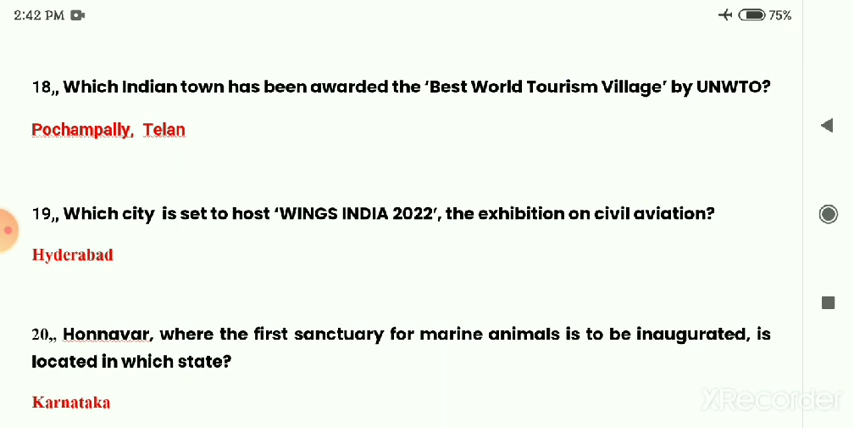 2:42 PM
75%
18,, Which Indian town has been awarded the ‘Best World Tourism Village’ by UNWTO?
Pochampally, Telan
19,, Which city is set to host ‘WINGS INDIA 2022’, the exhibition on civil aviation?
Hyderabad
20,, Honnavar, where the first sanctuary for marine animals is to be inaugurated, is
located in which state?
Karnataka
XRecorder